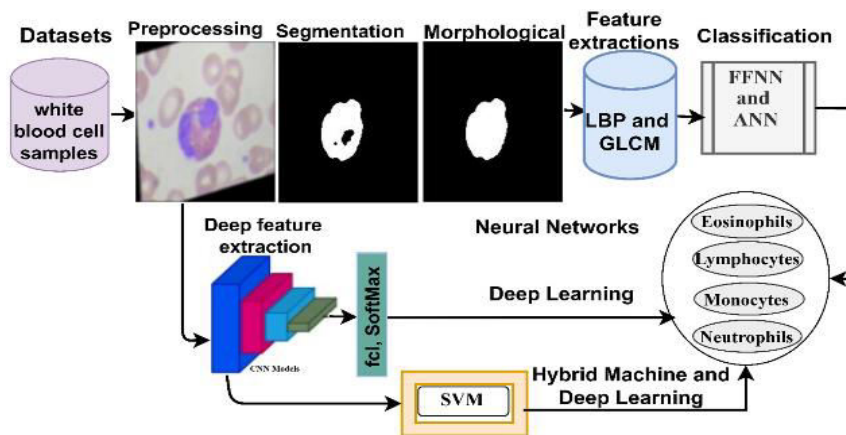 Datasets
Preprocessing
Segmentation
Morphological
Feature
extractions
Classification
white
blood cell
samples
LBP and
GLCM
FFNN
and
ANN
Deep feature
extraction
Neural Networks
Eosinophils
Lymphocytes
Monocytes
Neutrophils
CNN Models
fcl, SoftMax
Deep Learning
SVM
Hybrid Machine and
Deep Learning